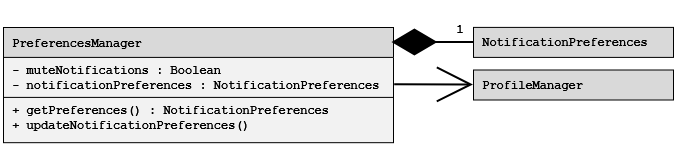 PreferencesManager
- muteNotifications : Boolean
- notificationPreferences : NotificationPreferences
+ getPreferences() : NotificationPreferences
+ updateNotificationPreferences()
1
NotificationPreferences
ProfileManager